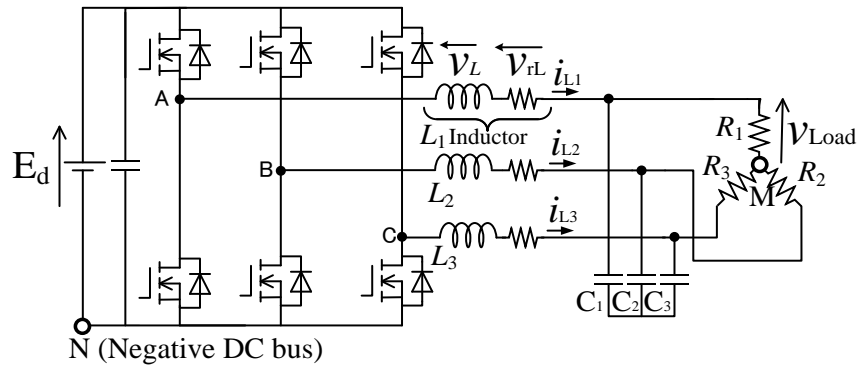 v_L
v_rL
i_L1
A
L_1 Inductor
R_1
v_Load
E_d
B
i_L2
L_2
R_3
R_2
M
C
i_L3
L_3
C_1 C_2 C_3
N (Negative DC bus)